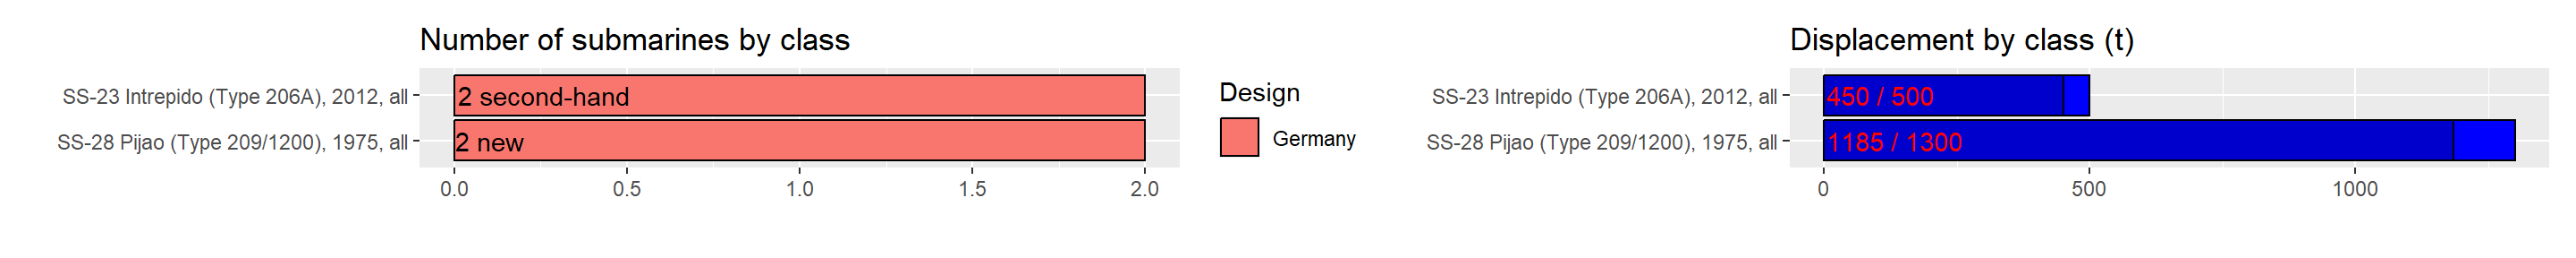 Number of submarines by class
SS-23 Intrepido (Type 206A), 2012, all
2 second-hand
SS-28 Pijao (Type 209/1200), 1975, all
2 new
0.0 0.5 1.0 1.5 2.0
Design
Germany
Displacement by class (t)
SS-23 Intrepido (Type 206A), 2012, all
450 / 500
SS-28 Pijao (Type 209/1200), 1975, all
1185 / 1300
0 500 1000